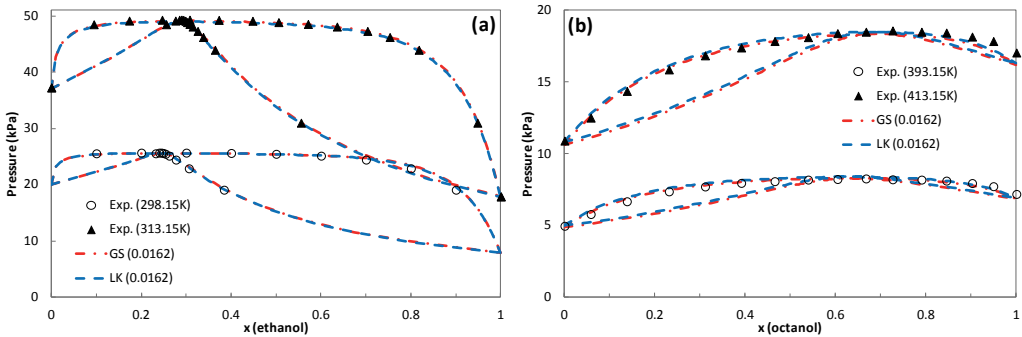 (a)
Pressure (kPa)
50
40
30
20
10
0
Exp. (298.15K)
Exp. (313.15K)
GS (0.0162)
LK (0.0162)
0 0.2 0.4 0.6 0.8 1
x (ethanol)
(b)
Pressure (kPa)
20
15
10
5
0
Exp. (393.15K)
Exp. (413.15K)
GS (0.0162)
LK (0.0162)
0 0.2 0.4 0.6 0.8 1
x (octanol)